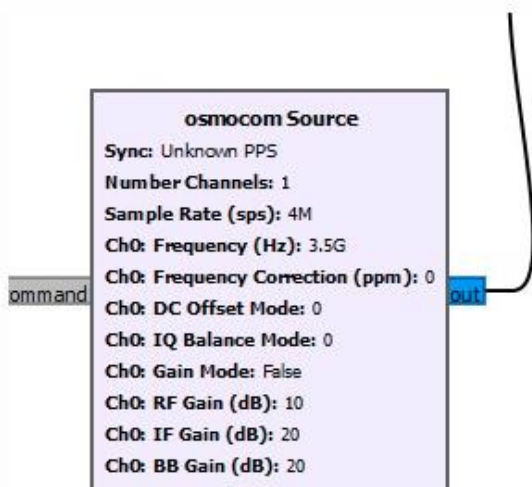 osmocom Source
Sync: Unknown PPS
Number Channels: 1
Sample Rate (sps): 4M
Ch0: Frequency (Hz): 3.5G
Ch0: Frequency Correction (ppm): 0
ommand
out
Ch0: DC Offset Mode: 0
Ch0: IQ Balance Mode: 0
Ch0: Gain Mode: False
Ch0: RF Gain (dB): 10
Ch0: IF Gain (dB): 20
Ch0: BB Gain (dB): 20